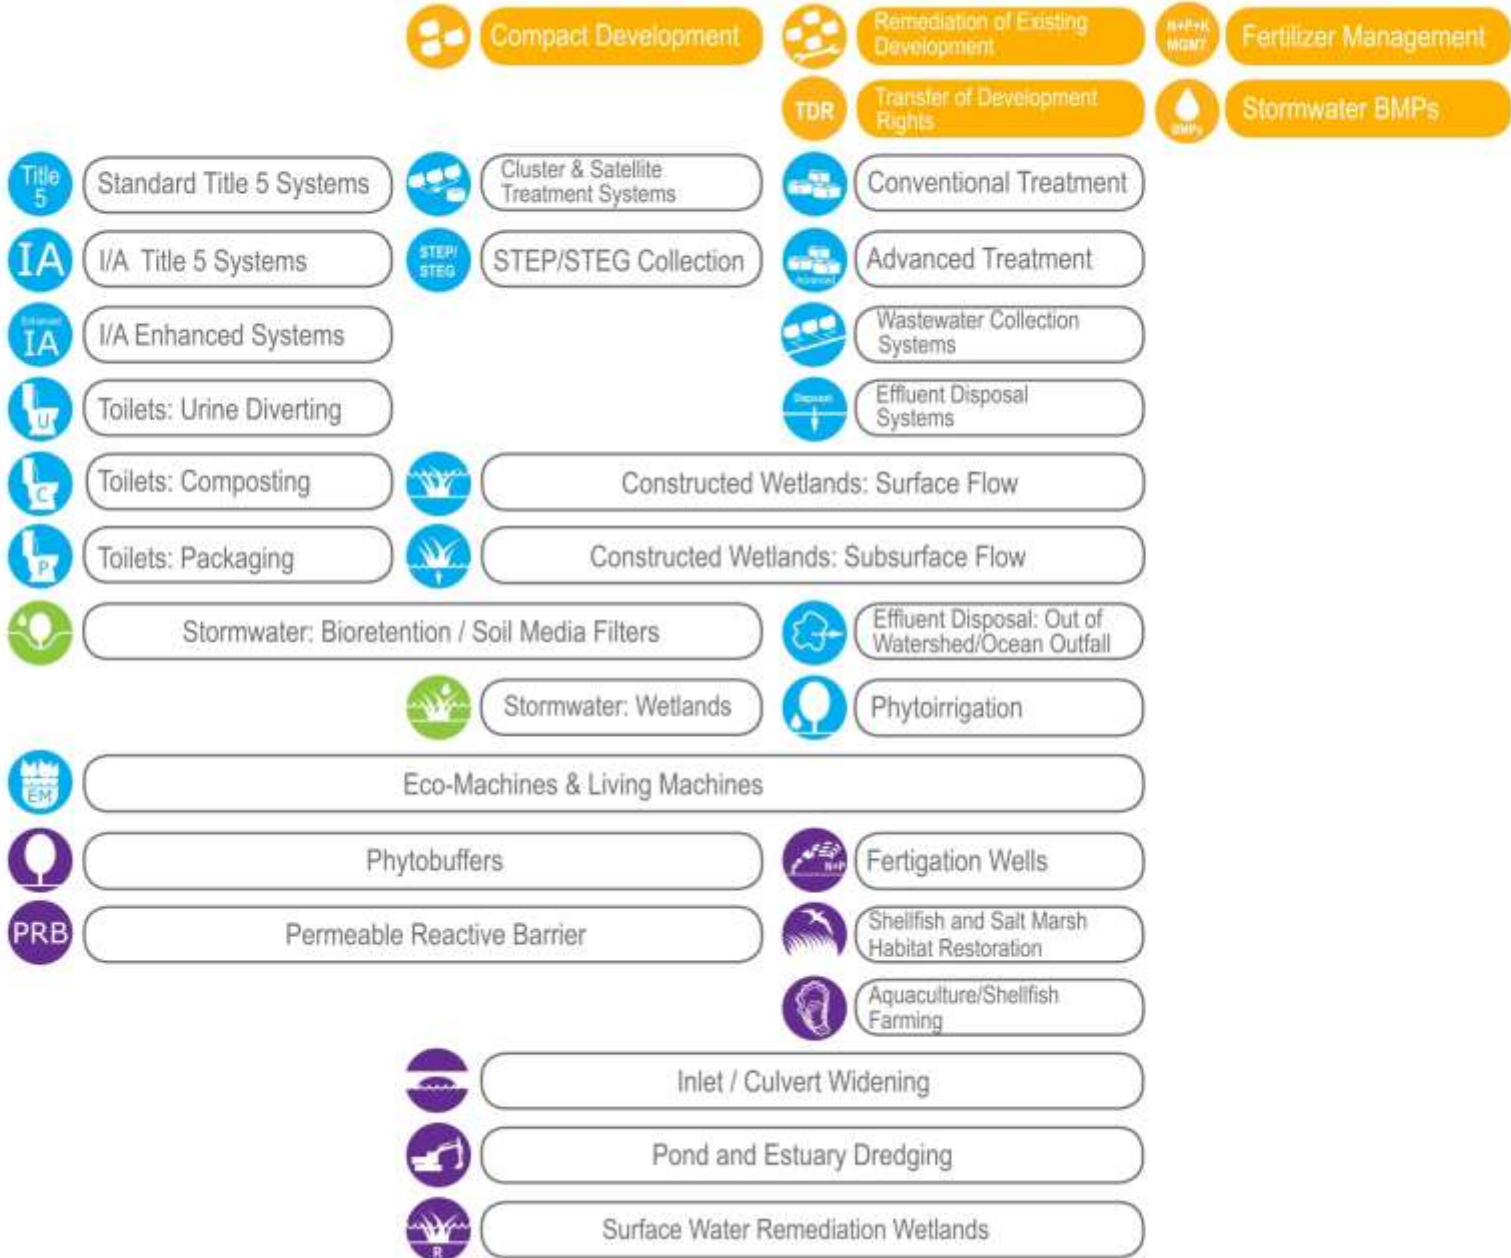 Compact Development
Remediation of Existing
Development
N+P+K
MGMT
Fertilizer Management
TDR
Transfer of Development
Rights
BMPs
Stormwater BMPs
Title
5
Standard Title 5 Systems
Cluster & Satellite
Treatment Systems
Conventional Treatment
IA
I/A Title 5 Systems
STEP/
STEG
STEP/STEG Collection
Advanced
Advanced Treatment
Enhanced
IA
I/A Enhanced Systems
Wastewater Collection
Systems
U
Toilets: Urine Diverting
Disposal
Effluent Disposal
Systems
C
Toilets: Composting
Constructed Wetlands: Surface Flow
P
Toilets: Packaging
Constructed Wetlands: Subsurface Flow
Stormwater: Bioretention / Soil Media Filters
Effluent Disposal: Out of
Watershed/Ocean Outfall
Stormwater: Wetlands
Phytoirrigation
EM
Eco-Machines & Living Machines
Phytobuffers
N+P
Fertigation Wells
PRB
Permeable Reactive Barrier
Shellfish and Salt Marsh
Habitat Restoration
Aquaculture/Shellfish
Farming
Inlet / Culvert Widening
Pond and Estuary Dredging
R
Surface Water Remediation Wetlands